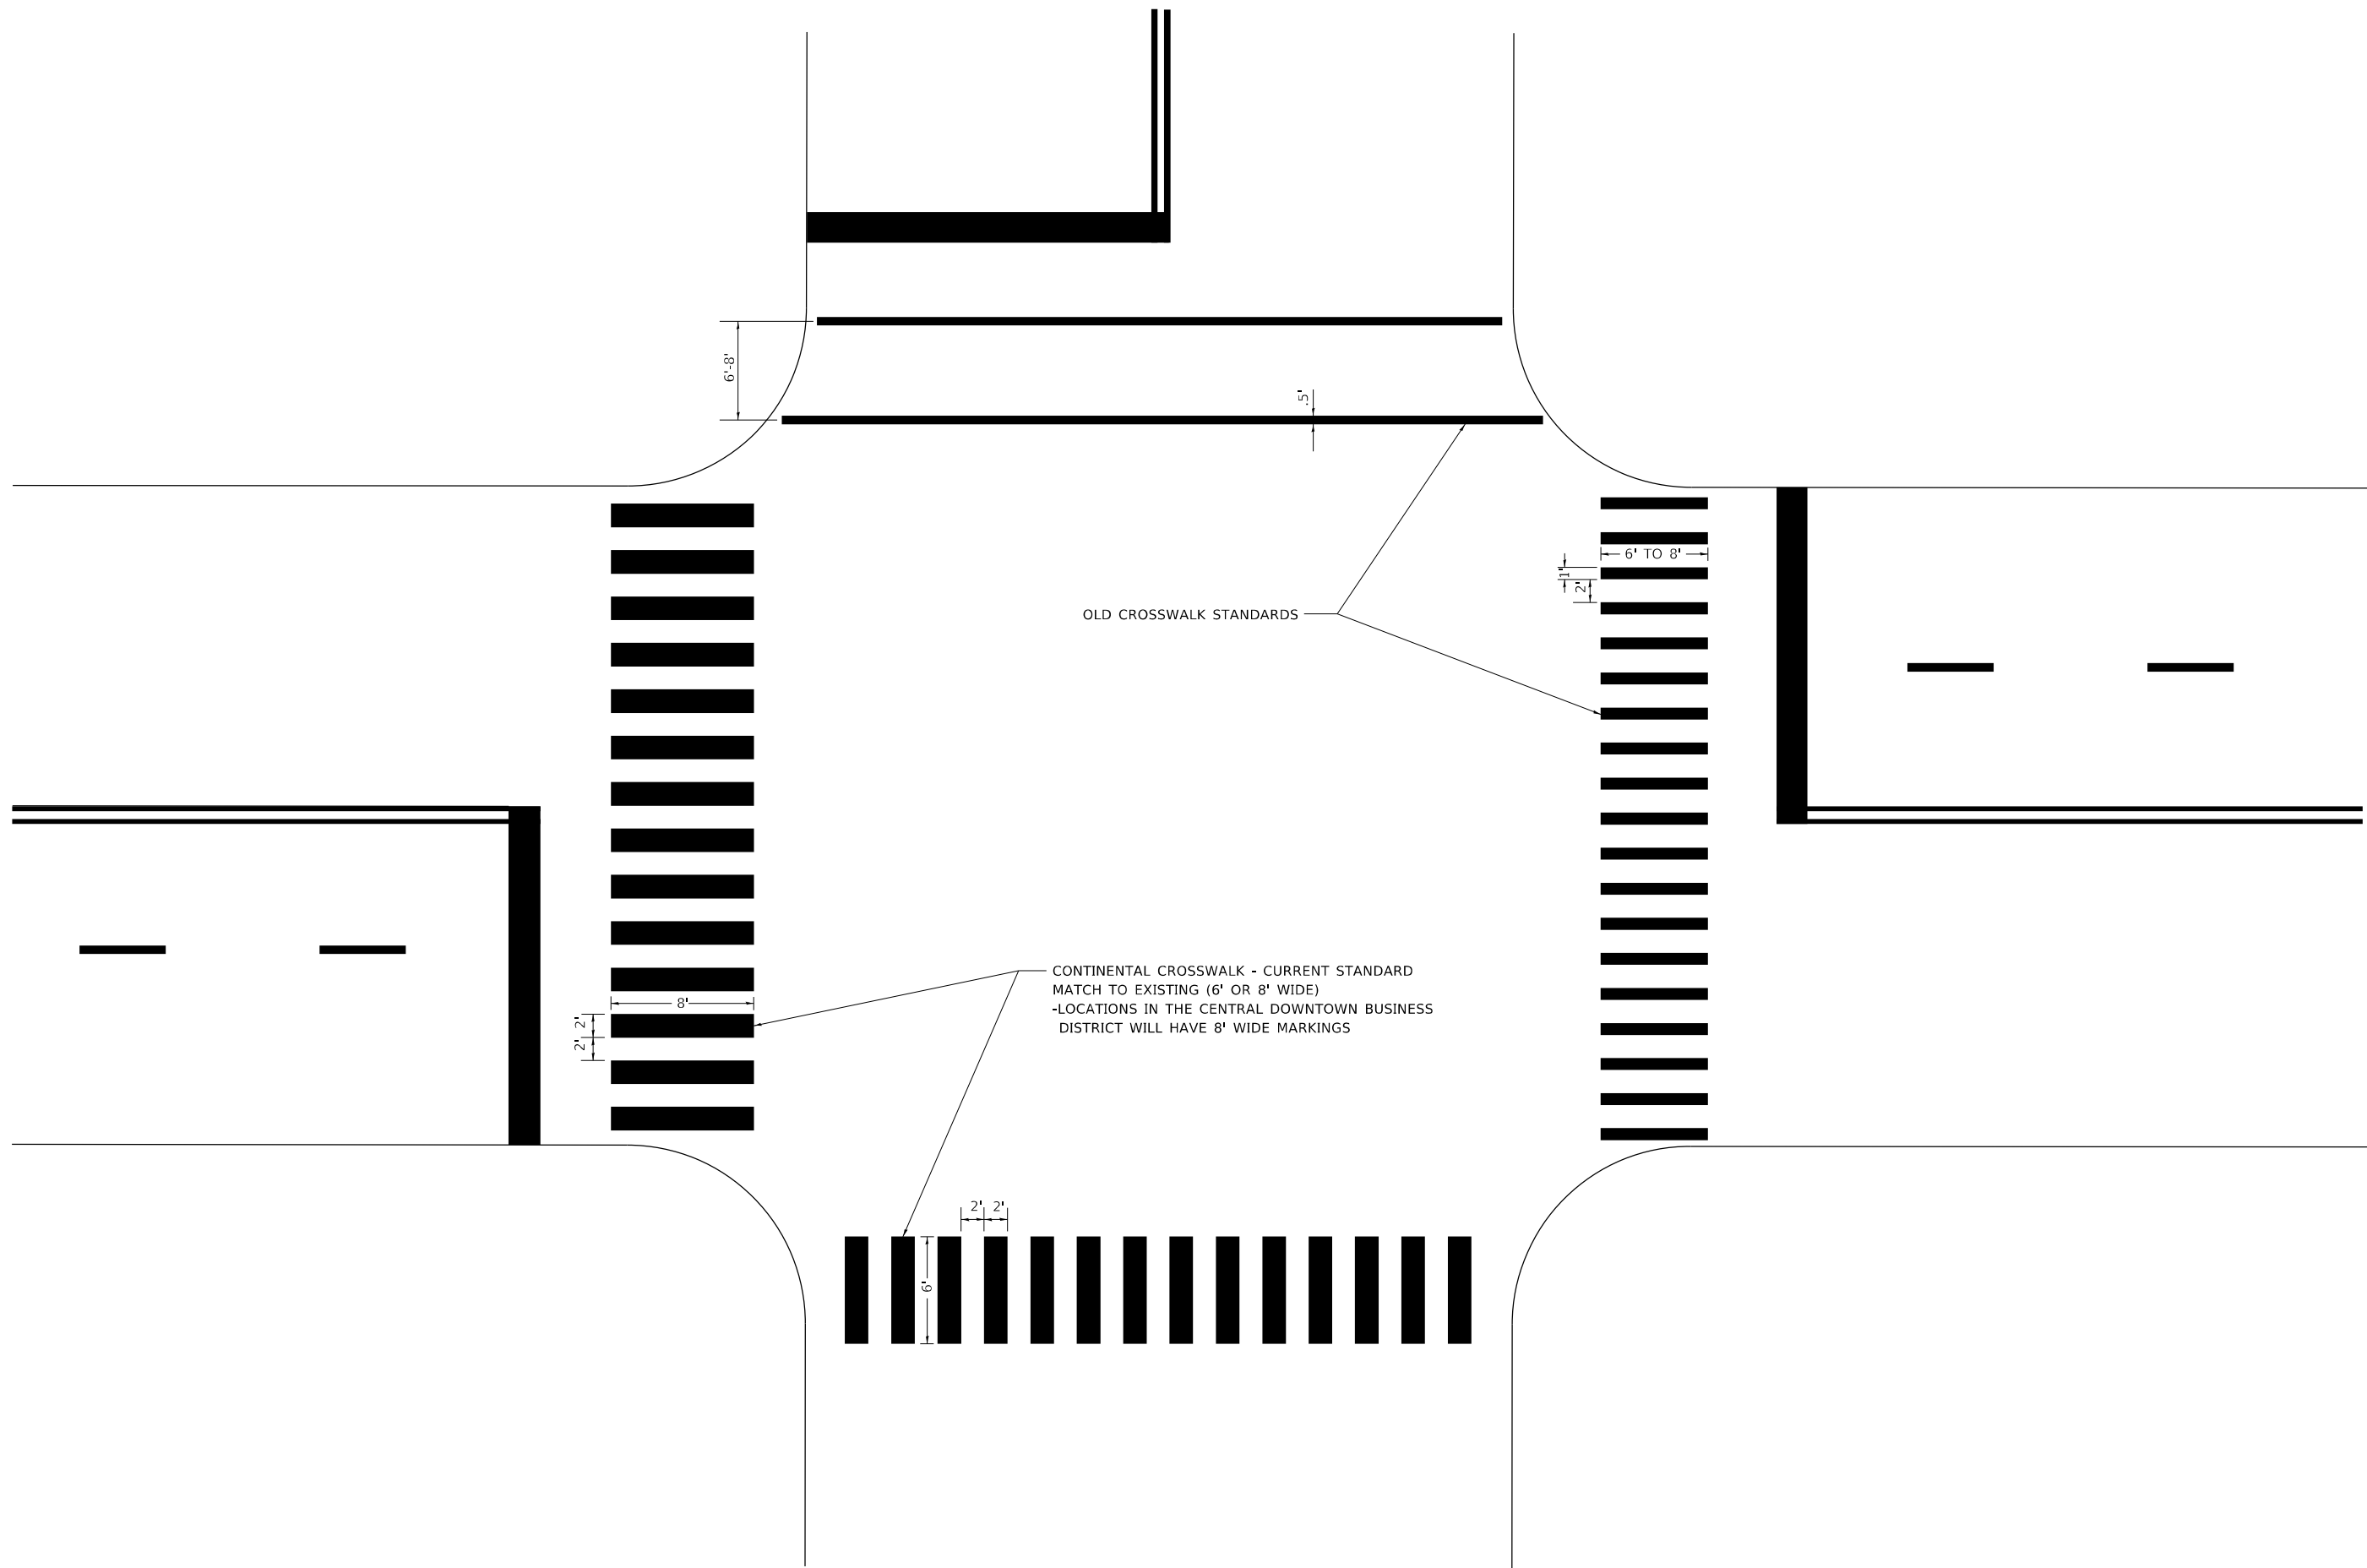 6'-8'
.5'
6' TO 8'
1'
2'
OLD CROSSWALK STANDARDS
CONTINENTAL CROSSWALK - CURRENT STANDARD
MATCH TO EXISTING (6' OR 8' WIDE)
-LOCATIONS IN THE CENTRAL DOWNTOWN BUSINESS
DISTRICT WILL HAVE 8' WIDE MARKINGS
8'
2'
2'
2' 2'
6'